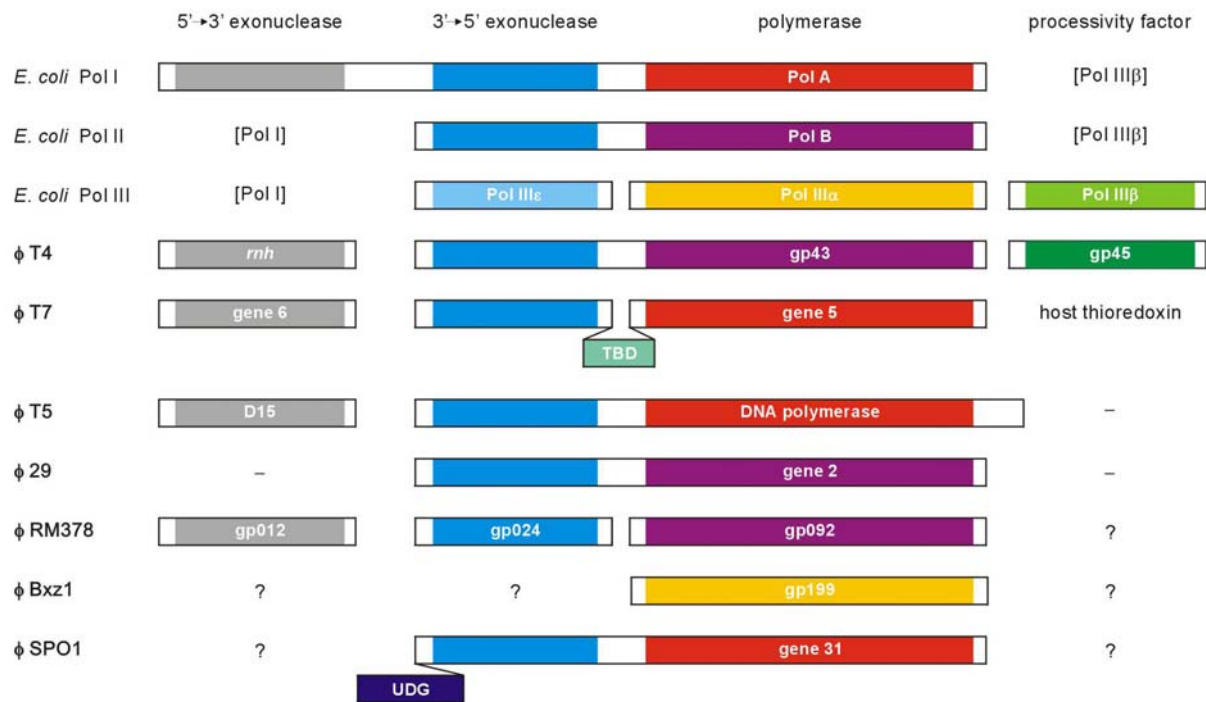 5’→3’ exonuclease 3’→5’ exonuclease polymerase processivity factor
E. coli Pol I Pol A [Pol IIIβ]
E. coli Pol II [Pol I] Pol B [Pol IIIβ]
E. coli Pol III [Pol I] Pol IIIε Pol IIIα Pol IIIβ
ϕ T4 rnh gp43 gp45
ϕ T7 gene 6 gene 5 host thioredoxin
TBD
ϕ T5 D15 DNA polymerase –
ϕ 29 – gene 2 –
ϕ RM378 gp012 gp024 gp092 ?
ϕ Bxz1 ? ? gp199 ?
ϕ SPO1 ? gene 31 ?
UDG